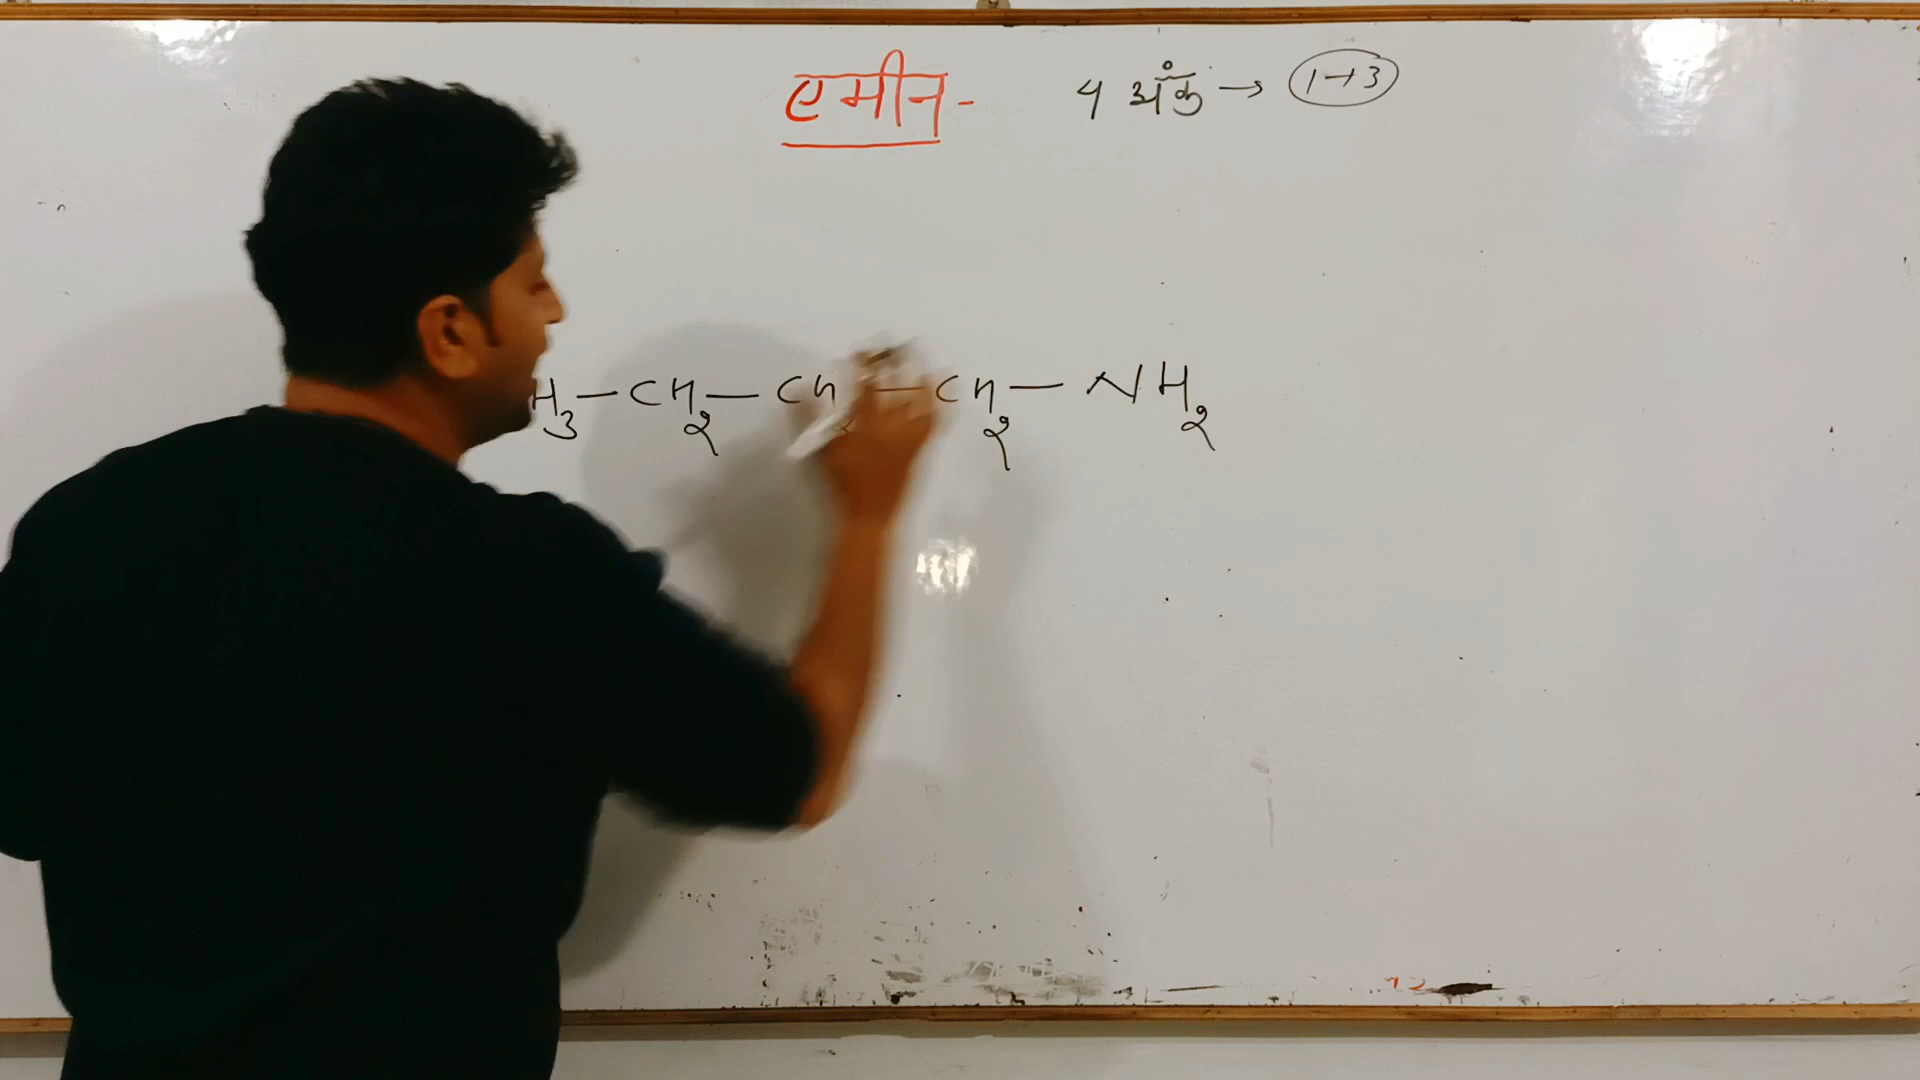 एमीन - 4 अंक → 1→3
H₃ — CH₂ — CH₂ — CH₂ — NH₂